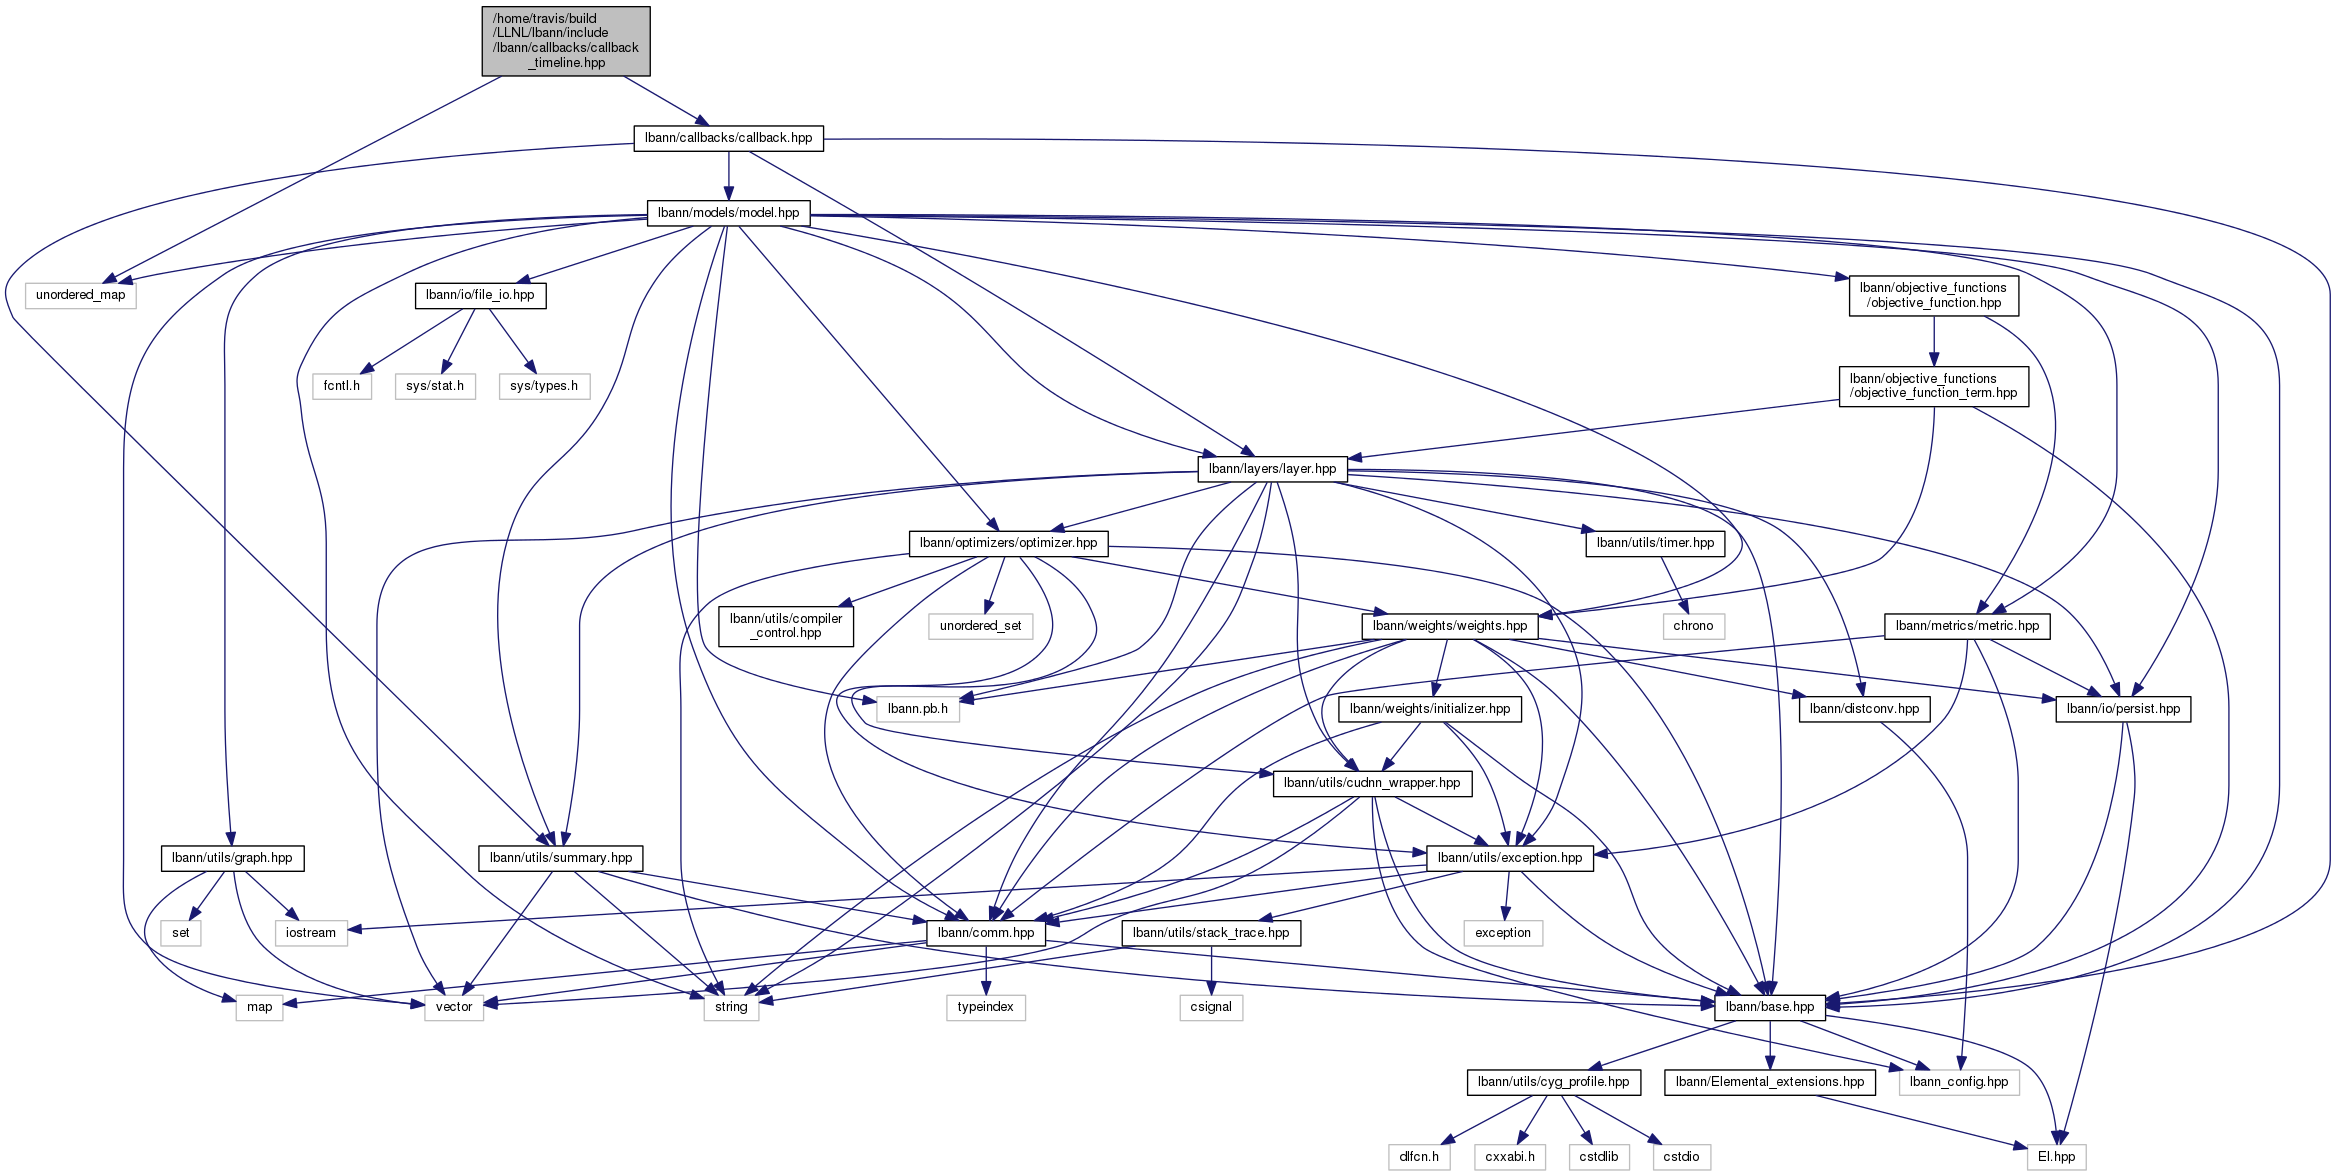 /home/travis/build
/LLNL/lbann/include
/lbann/callbacks/callback
_timeline.hpp
lbann/callbacks/callback.hpp
lbann/models/model.hpp
unordered_map
lbann/io/file_io.hpp
lbann/objective_functions
/objective_function.hpp
fcntl.h
sys/stat.h
sys/types.h
lbann/objective_functions
/objective_function_term.hpp
lbann/layers/layer.hpp
lbann/optimizers/optimizer.hpp
lbann/utils/timer.hpp
lbann/utils/compiler
_control.hpp
unordered_set
lbann/weights/weights.hpp
chrono
lbann/metrics/metric.hpp
lbann.pb.h
lbann/weights/initializer.hpp
lbann/distconv.hpp
lbann/io/persist.hpp
lbann/utils/cudnn_wrapper.hpp
lbann/utils/graph.hpp
lbann/utils/summary.hpp
lbann/utils/exception.hpp
set
iostream
lbann/comm.hpp
lbann/utils/stack_trace.hpp
exception
map
vector
string
typeindex
csignal
lbann/base.hpp
lbann/utils/cyg_profile.hpp
lbann/Elemental_extensions.hpp
lbann_config.hpp
dlfcn.h
cxxabi.h
cstdlib
cstdio
El.hpp